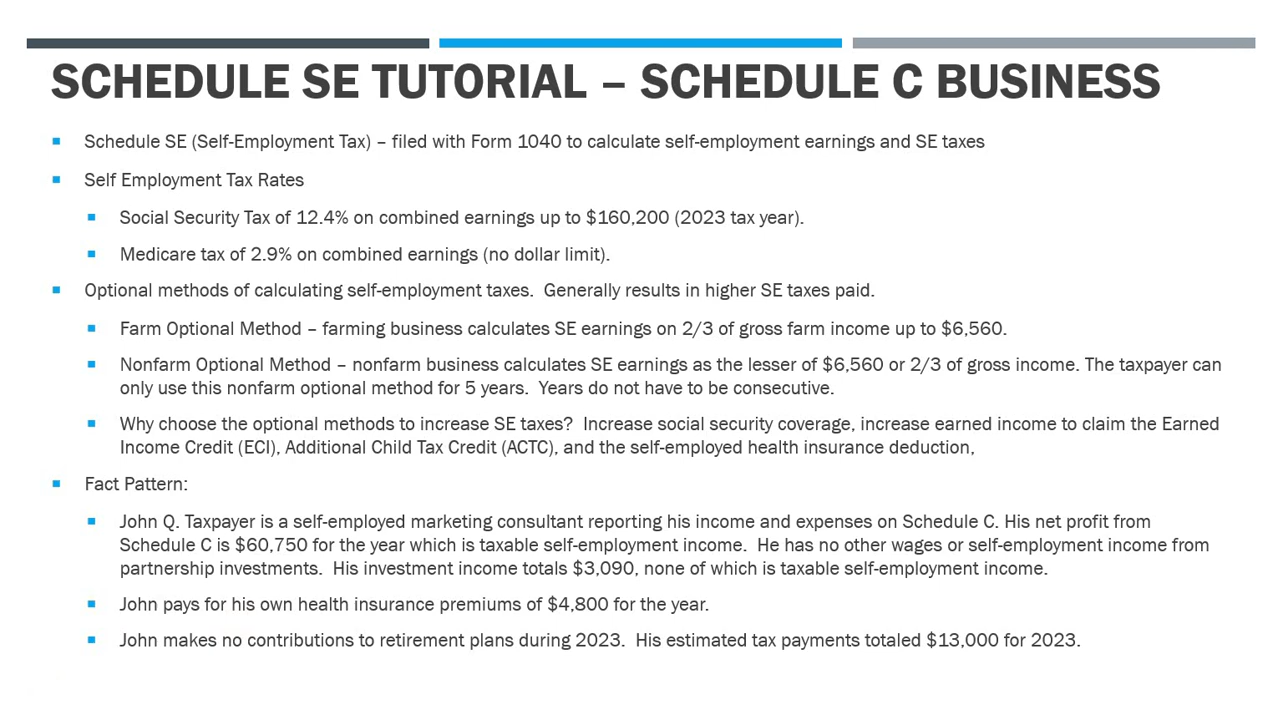 SCHEDULE SE TUTORIAL – SCHEDULE C BUSINESS
Schedule SE (Self-Employment Tax) – filed with Form 1040 to calculate self-employment earnings and SE taxes
Self Employment Tax Rates
Social Security Tax of 12.4% on combined earnings up to $160,200 (2023 tax year).
Medicare tax of 2.9% on combined earnings (no dollar limit).
Optional methods of calculating self-employment taxes.  Generally results in higher SE taxes paid.
Farm Optional Method – farming business calculates SE earnings on 2/3 of gross farm income up to $6,560.
Nonfarm Optional Method – nonfarm business calculates SE earnings as the lesser of $6,560 or 2/3 of gross income. The taxpayer can
only use this nonfarm optional method for 5 years.  Years do not have to be consecutive.
Why choose the optional methods to increase SE taxes?  Increase social security coverage, increase earned income to claim the Earned
Income Credit (ECI), Additional Child Tax Credit (ACTC), and the self-employed health insurance deduction,
Fact Pattern:
John Q. Taxpayer is a self-employed marketing consultant reporting his income and expenses on Schedule C. His net profit from
Schedule C is $60,750 for the year which is taxable self-employment income.  He has no other wages or self-employment income from
partnership investments.  His investment income totals $3,090, none of which is taxable self-employment income.
John pays for his own health insurance premiums of $4,800 for the year.
John makes no contributions to retirement plans during 2023.  His estimated tax payments totaled $13,000 for 2023.